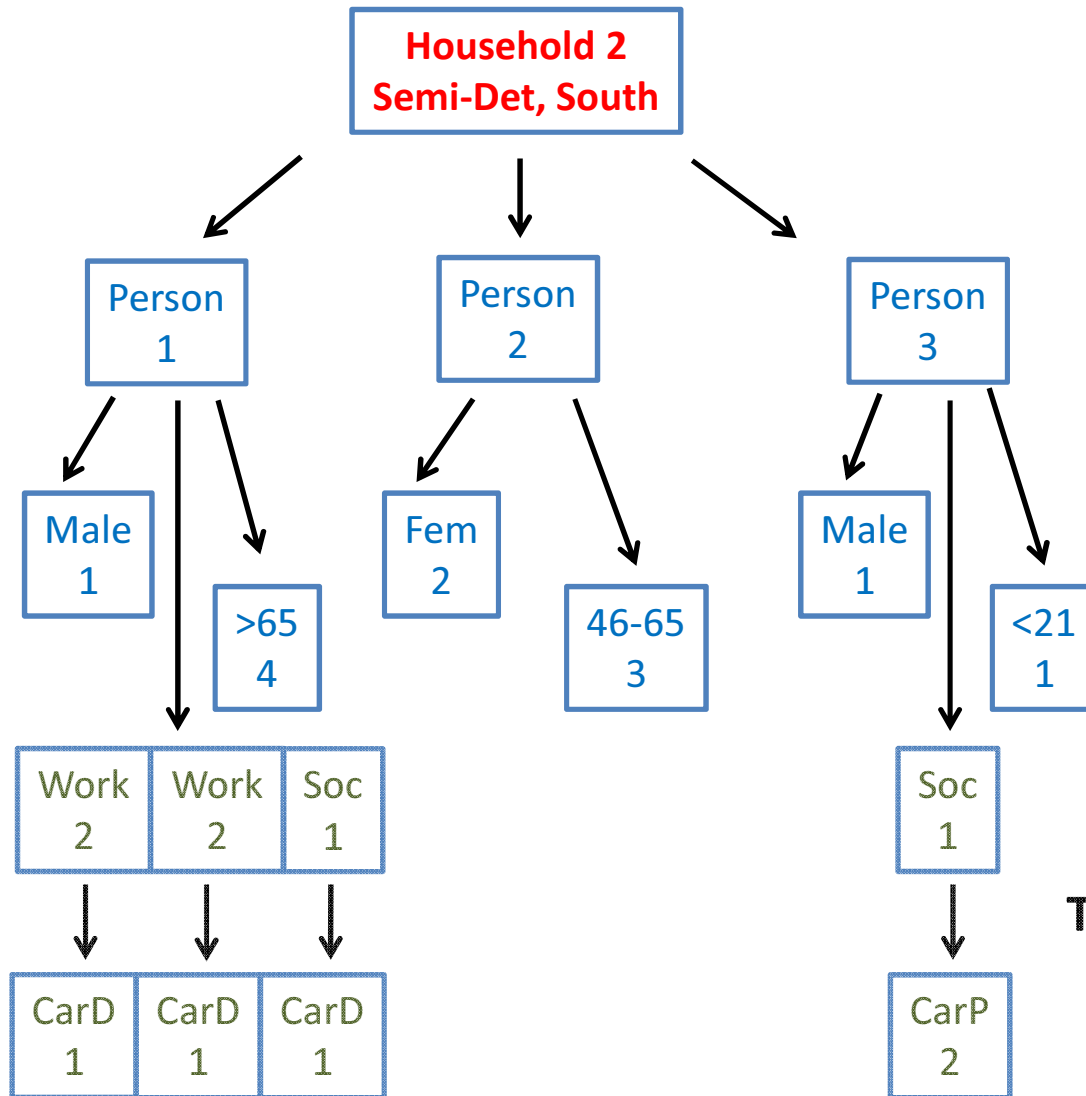 Household 2
Semi-Det, South
Person
1
Person
2
Person
3
Male
1
>65
4
Fem
2
46-65
3
Male
1
<21
1
Work
2
Work
2
Soc
1
Soc
1
T
CarD
1
CarD
1
CarD
1
CarP
2